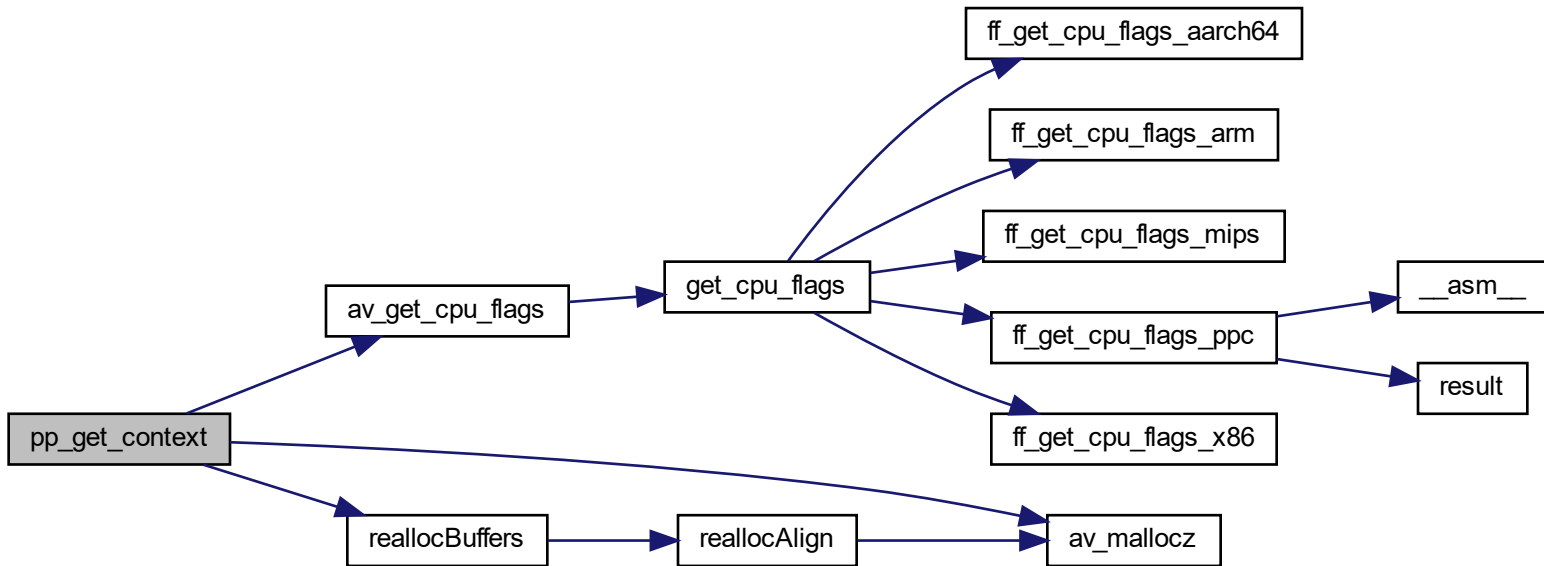 ff_get_cpu_flags_aarch64
ff_get_cpu_flags_arm
ff_get_cpu_flags_mips
get_cpu_flags
__asm__
av_get_cpu_flags
ff_get_cpu_flags_ppc
result
pp_get_context
ff_get_cpu_flags_x86
reallocBuffers
reallocAlign
av_mallocz